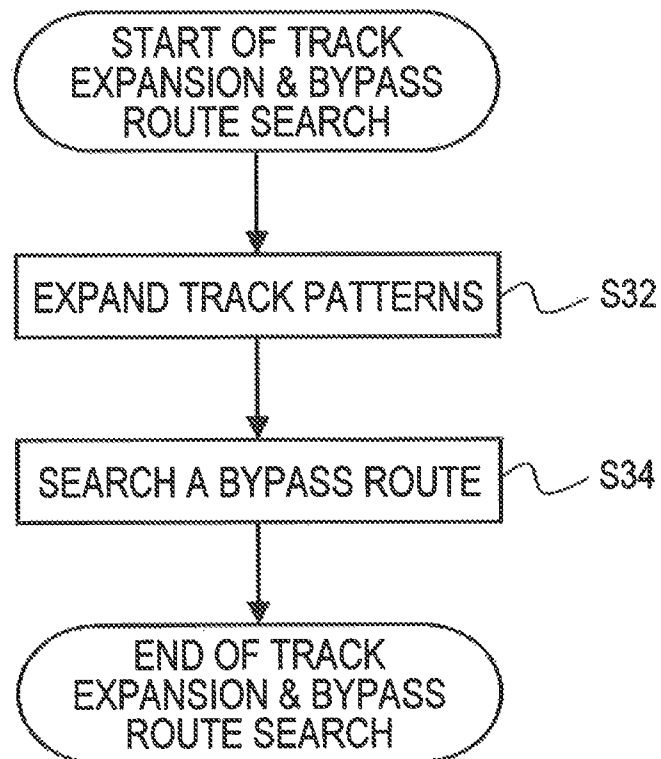 START OF TRACK
EXPANSION & BYPASS
ROUTE SEARCH
EXPAND TRACK PATTERNS
S32
SEARCH A BYPASS ROUTE
S34
END OF TRACK
EXPANSION & BYPASS
ROUTE SEARCH